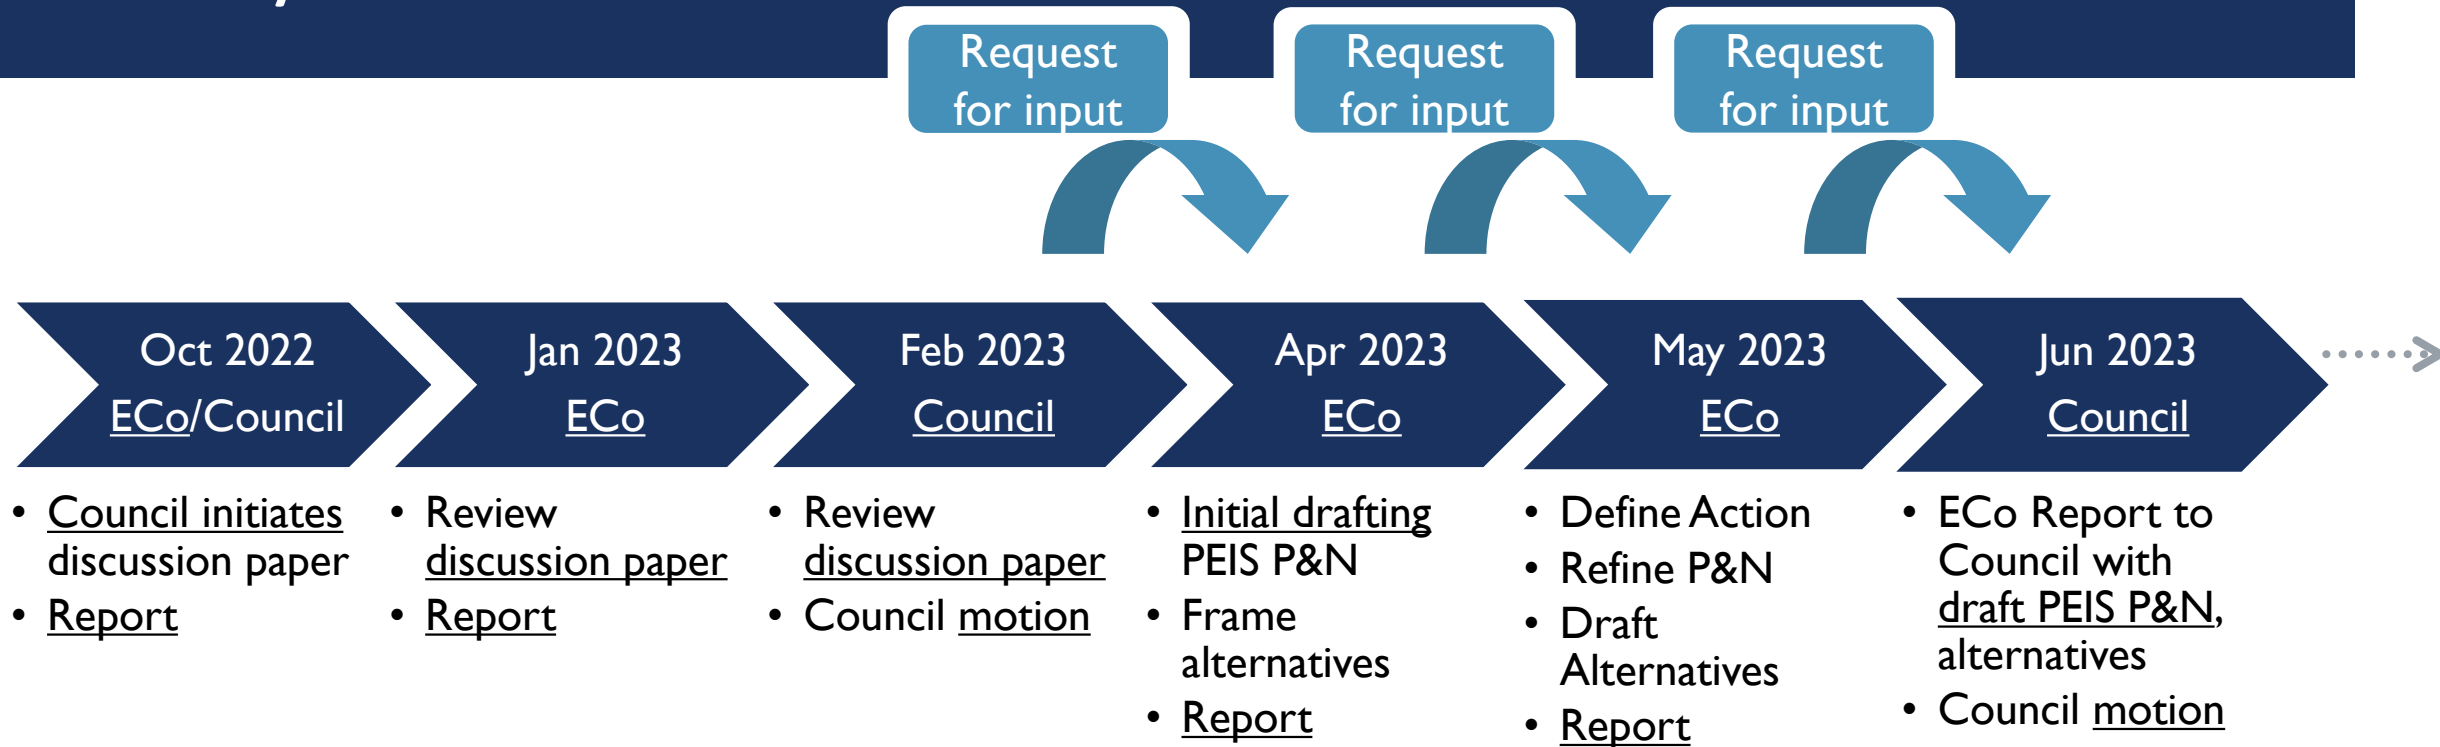 Request
for input
Request
for input
Request
for input
Oct 2022
ECo/Council
Jan 2023
ECo
Feb 2023
Council
Apr 2023
ECo
May 2023
ECo
Jun 2023
Council
• Council initiates
discussion paper
• Report
• Review
discussion paper
• Report
• Review
discussion paper
• Council motion
• Initial drafting
PEIS P&N
• Frame
alternatives
• Report
• Define Action
• Refine P&N
• Draft
Alternatives
• Report
• ECo Report to
Council with
draft PEIS P&N,
alternatives
• Council motion